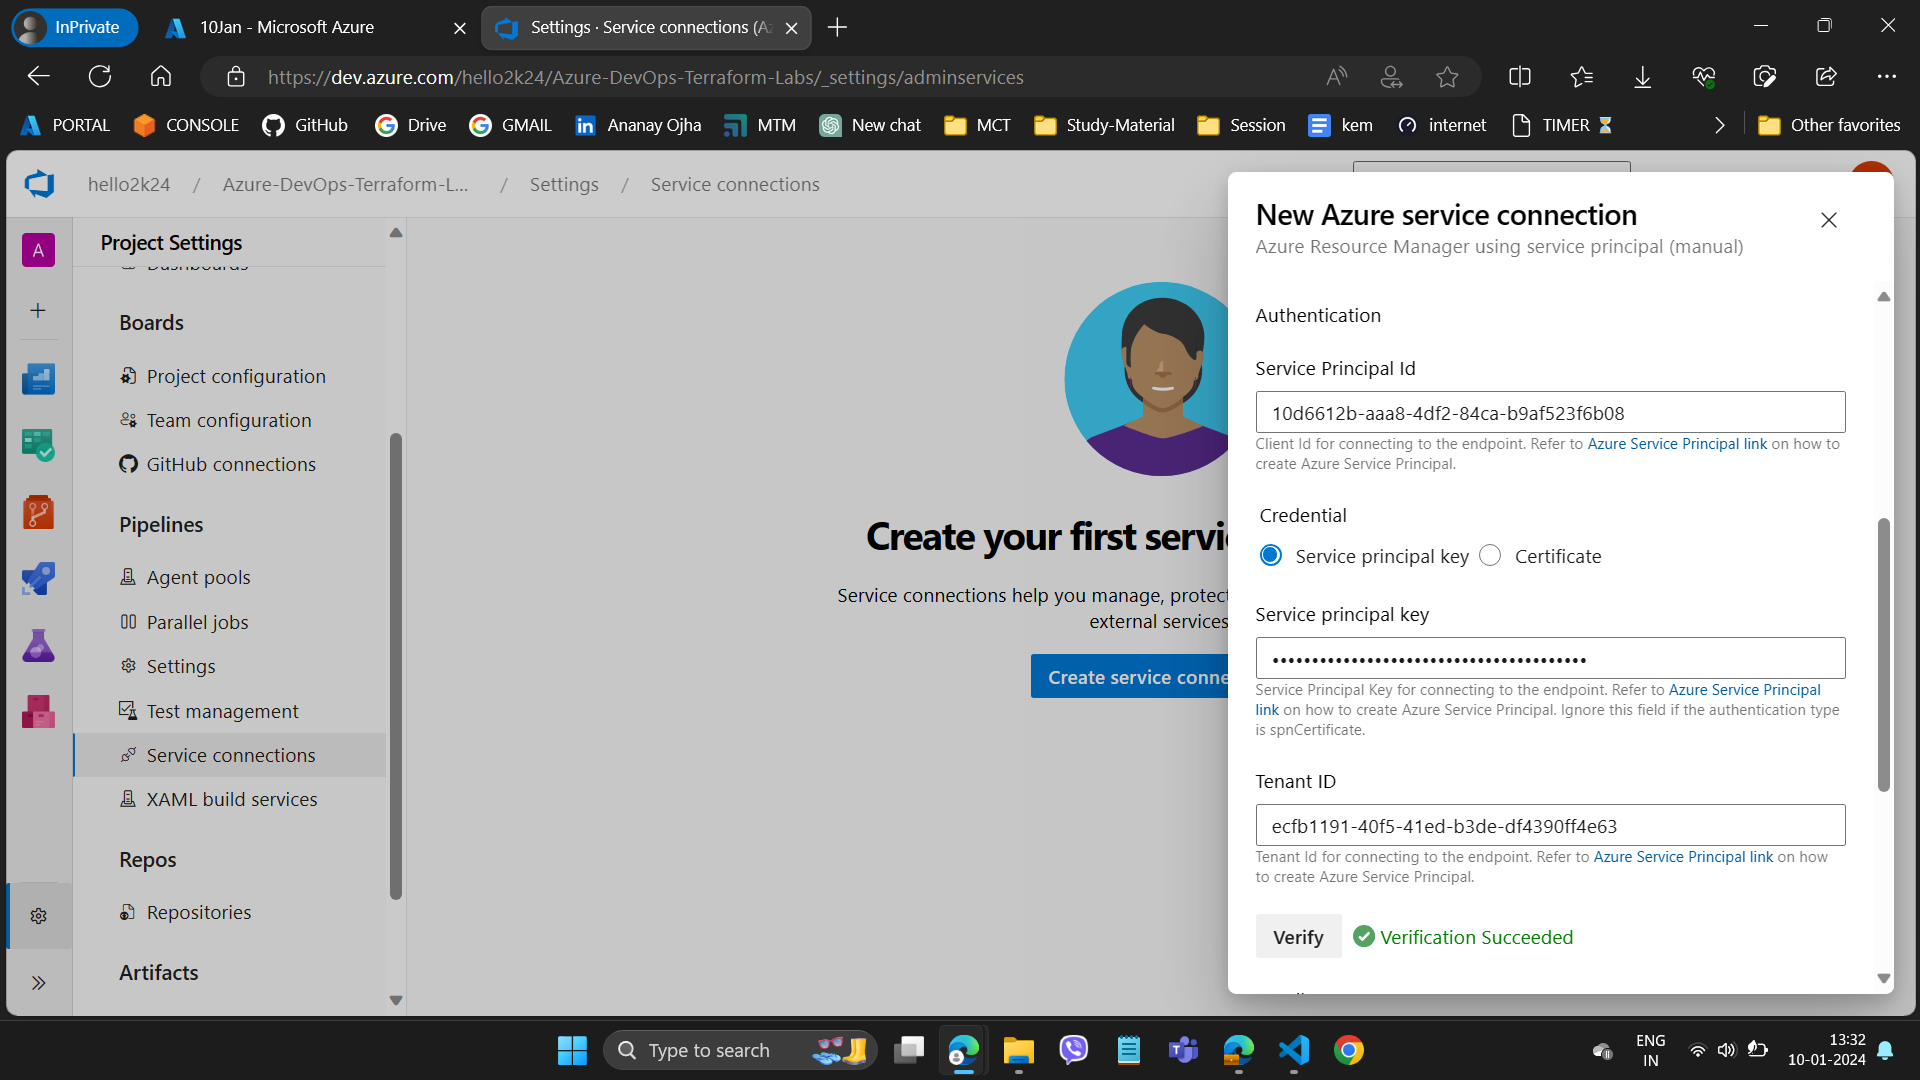 InPrivate
10Jan - Microsoft Azure
Settings · Service connections (Az
https://dev.azure.com/hello2k24/Azure-DevOps-Terraform-Labs/_settings/adminservices
PORTAL
CONSOLE
GitHub
Drive
GMAIL
Ananay Ojha
MTM
New chat
MCT
Study-Material
Session
kem
internet
TIMER ⌛
Other favorites
hello2k24 / Azure-DevOps-Terraform-L... / Settings / Service connections
A
Project Settings
Dashboards
Boards
Project configuration
Team configuration
GitHub connections
Pipelines
Agent pools
Parallel jobs
Settings
Test management
Service connections
XAML build services
Repos
Repositories
Artifacts
Create your first servi
Service connections help you manage, protect
external services
Create service conne
New Azure service connection
Azure Resource Manager using service principal (manual)
Authentication
Service Principal Id
10d6612b-aaa8-4df2-84ca-b9af523f6b08
Client Id for connecting to the endpoint. Refer to Azure Service Principal link on how to
create Azure Service Principal.
Credential
Service principal key
Certificate
Service principal key
••••••••••••••••••••••••••••••••••••••••
Service Principal Key for connecting to the endpoint. Refer to Azure Service Principal
link on how to create Azure Service Principal. Ignore this field if the authentication type
is spnCertificate.
Tenant ID
ecfb1191-40f5-41ed-b3de-df4390ff4e63
Tenant Id for connecting to the endpoint. Refer to Azure Service Principal link on how
to create Azure Service Principal.
Verify
Verification Succeeded
Type to search
ENG
IN
13:32
10-01-2024